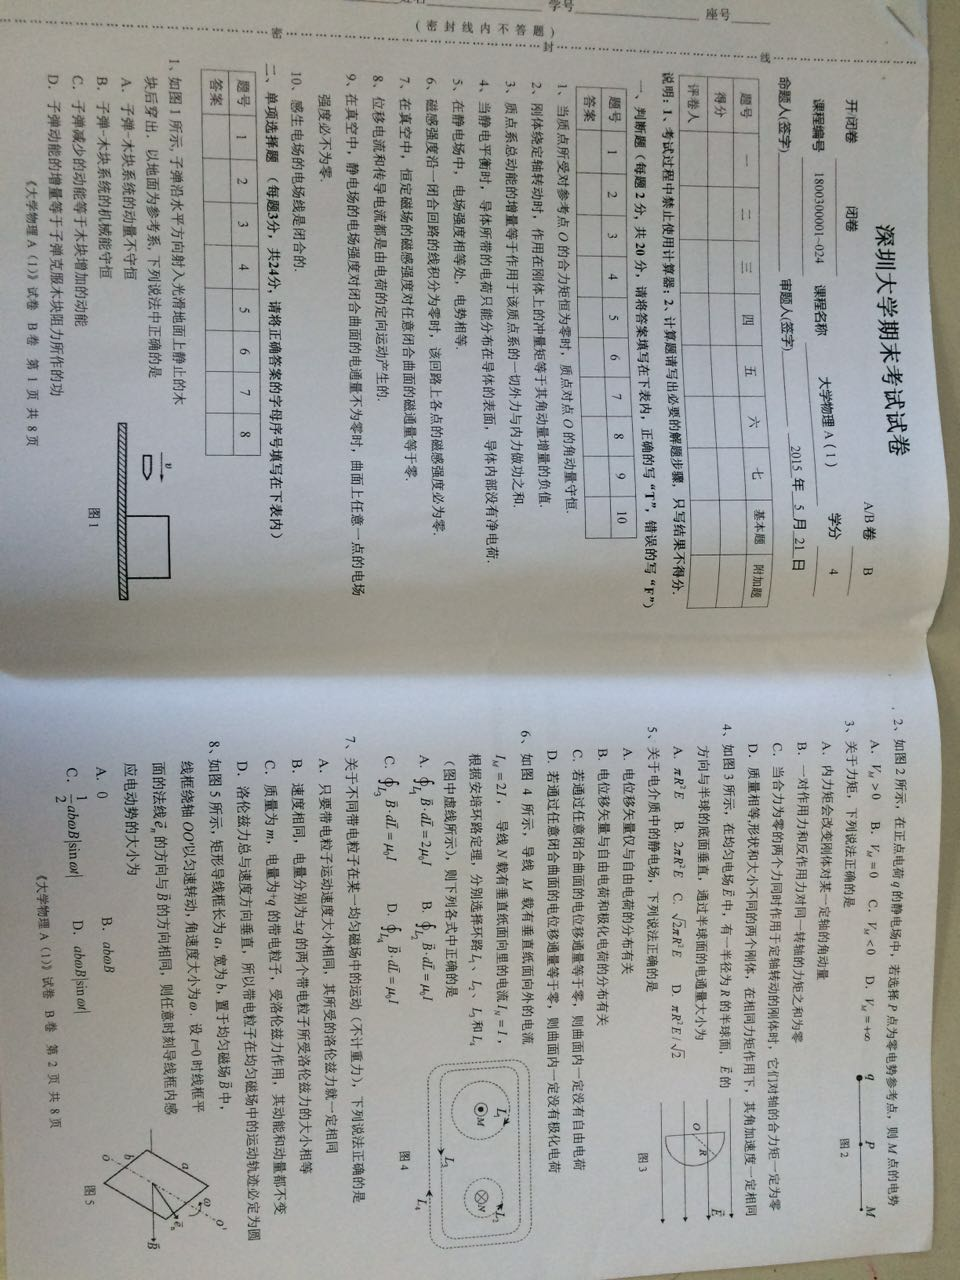 学号 座号
(密封线内不答题)
密 封 线
深圳大学期末考试试卷
开/闭卷 闭卷 A/B卷 B
课程编号 1800300001~024 课程名称 大学物理A(1) 学分 4
命题人(签字) 审题人(签字) 2015年5月21日
题号 一 二 三 四 五 六 七 基本题 附加题
得分
评卷人
说明:1、考试过程中禁止使用计算器;2、计算题请写出必要的解题步骤,只写结果不得分.
一、判断题(每题2分,共20分,请将答案填写在下表内,正确的写“T”,错误的写“F”)
题号 1 2 3 4 5 6 7 8 9 10
答案
1、当质点所受对参考点O的合力矩恒为零时,质点对点O的角动量守恒.
2、刚体绕定轴转动时,作用在刚体上的冲量矩等于其角动量增量的负值.
3、质点系总动能的增量等于作用于该质点系的一切外力与内力做功之和.
4、当静电平衡时,导体所带的电荷只能分布在导体的表面,导体内部没有净电荷.
5、在静电场中,电场强度相等处,电势相等.
6、磁感强度沿一闭合回路的线积分为零时,该回路上各点的磁感强度必为零.
7、在真空中,恒定磁场的磁感强度对任意闭合曲面的磁通量等于零.
8、位移电流和传导电流都是由电荷的定向运动产生的.
9、在真空中,静电场的电场强度对闭合曲面的电通量不为零时,曲面上任意一点的电场
强度必不为零.
10、感生电场的电场线是闭合的.
二、单项选择题(每题3分,共24分,请将正确答案的字母序号填写在下表内)
题号 1 2 3 4 5 6 7 8
答案
1、如图1所示,子弹沿水平方向射入光滑地面上静止的木
块后穿出,以地面为参考系,下列说法中正确的是
A. 子弹-木块系统的动量不守恒
B. 子弹-木块系统的机械能守恒
C. 子弹减少的动能等于木块增加的动能
D. 子弹动能的增量等于子弹克服木块阻力所作的功
v
图1
《大学物理A(1)》试卷 B卷 第1页 共8页
2、如图2所示,在正点电荷q的静电场中,若选择P点为零电势参考点,则M点的电势
A. V_M>0 B. V_M=0 C. V_M<0 D. V_M=+∞
q P M
图2
3、关于力矩,下列说法正确的是
A. 内力矩会改变刚体对某一定轴的角动量
B. 一对作用力和反作用力对同一转轴的力矩之和为零
C. 当合力为零的两个力同时作用于定轴转动的刚体时,它们对轴的合力矩一定为零
D. 质量相等,形状和大小不同的两个刚体,在相同力矩作用下,其角加速度一定相同
4、如图3所示,在均匀电场E⃗中,有一半径为R的半球面,E⃗的
方向与半球的底面垂直,通过半球面的电通量大小为
A. πR²E B. 2πR²E C. √2πR²E D. πR²E/√2
O R E⃗
图3
5、关于电介质中的静电场,下列说法正确的是
A. 电位移矢量仅与自由电荷的分布有关
B. 电位移矢量与自由电荷和极化电荷的分布有关
C. 若通过任意闭合曲面的电位移通量等于零,则曲面内一定没有自由电荷
D. 若通过任意闭合曲面的电位移通量等于零,则曲面内一定没有极化电荷
6、如图4所示,导线M载有垂直纸面向外的电流
I_M=2I,导线N载有垂直纸面向里的电流I_N=I,
根据安培环路定理,分别选择环路L₁、L₂、L₃和L₄
(图中虚线所示),则下列各式中正确的是
A. ∮_{L₁} B⃗·dL⃗=2μ₀I B. ∮_{L₂} B⃗·dL⃗=μ₀I
C. ∮_{L₃} B⃗·dL⃗=μ₀I D. ∮_{L₄} B⃗·dL⃗=μ₀I
L₁ M L₂ N L₃ L₄
图4
7、关于不同带电粒子在某一均匀磁场中的运动(不计重力),下列说法正确的是
A. 只要带电粒子运动速度大小相同,其所受的洛伦兹力就一定相同
B. 速度相同,电量分别为±q的两个带电粒子所受洛伦兹力的大小相等
C. 质量为m,电量为+q的带电粒子,受洛伦兹力作用,其动能和动量都不变
D. 洛伦兹力总与速度方向垂直,所以带电粒子在均匀磁场中的运动轨迹必定为圆
8、如图5所示,矩形导线框长为a,宽为b,置于均匀磁场B⃗中,
线框绕轴OO′以匀速转动,角速度大小为ω. 设t=0时线框平
面的法线e⃗ₙ的方向与B⃗的方向相同,则任意时刻导线框内感
应电动势的大小为
A. 0 B. abωB
C. ½abωB|sinωt| D. abωB|sinωt|
o b a ω o′ e⃗ₙ B⃗
图5
《大学物理A(1)》试卷 B卷 第2页 共8页